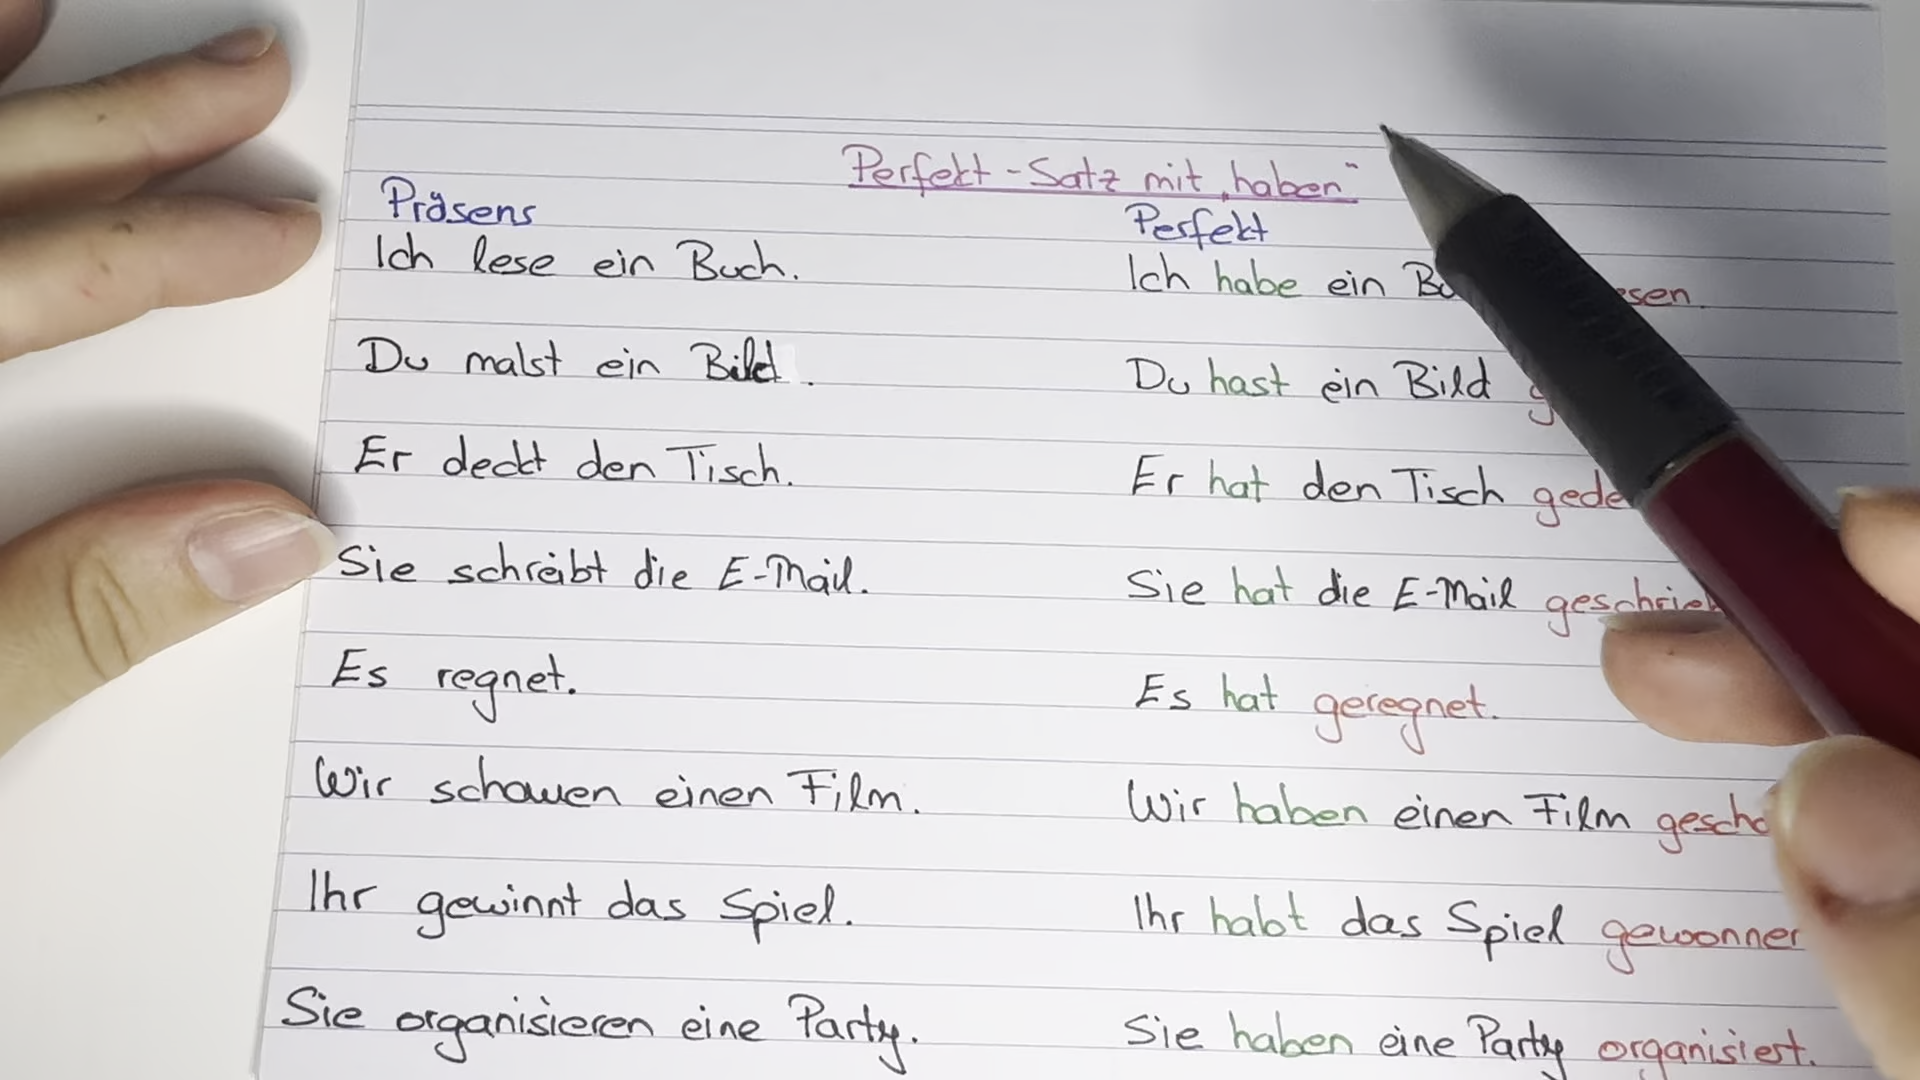 Perfekt-Satz mit „haben“
Präsens Perfekt
Ich lese ein Buch. Ich habe ein
Du malst ein Bild. Du hast ein Bild
Er deckt den Tisch. Er hat den Tisch
Sie schreibt die E-Mail. Sie hat die E-Mail
Es regnet. Es hat geregnet.
Wir schauen einen Film. Wir haben einen Film
Ihr gewinnt das Spiel. Ihr habt das Spiel
Sie organisieren eine Party. Sie haben eine Party organisiert.